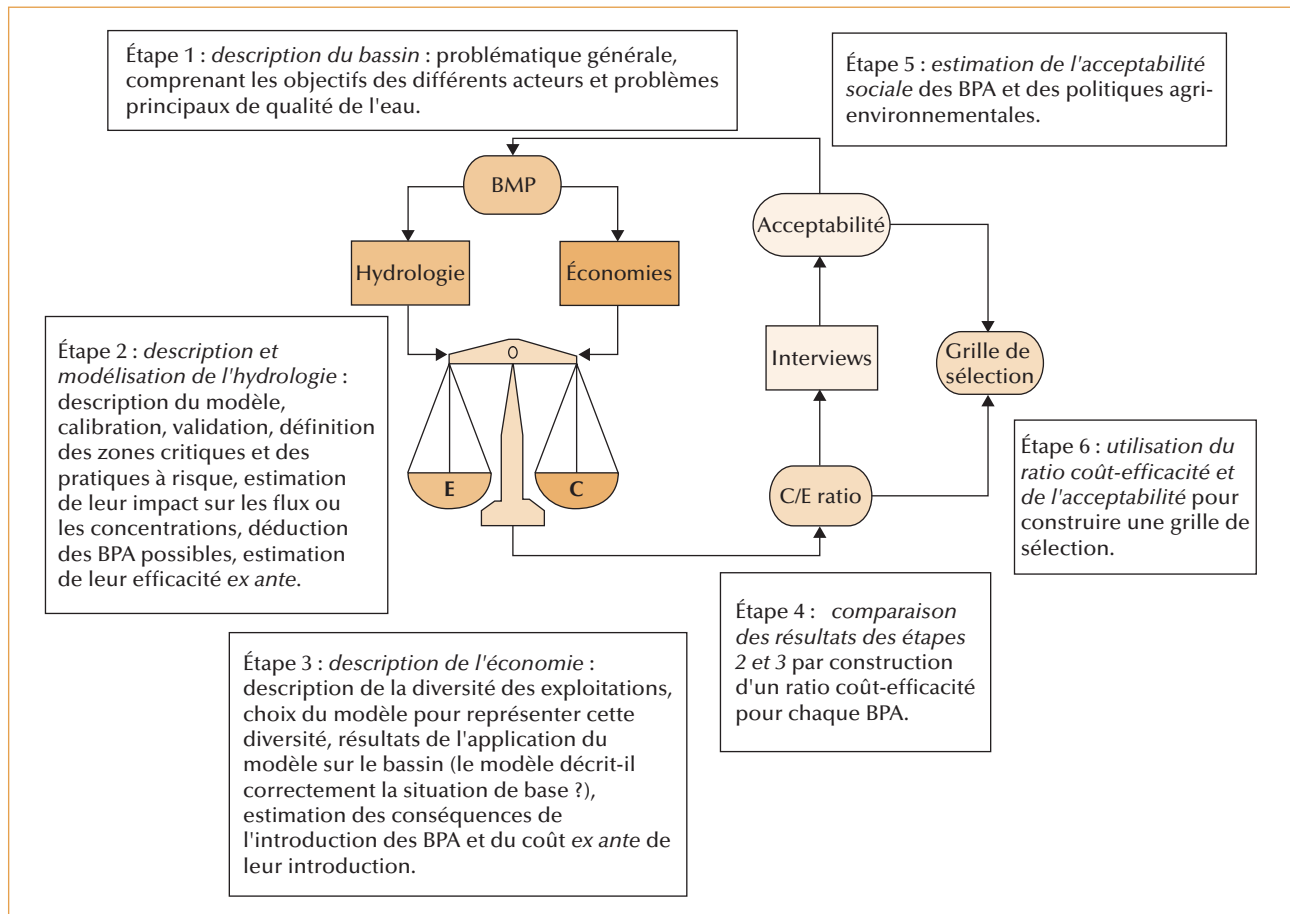 Étape 1 : description du bassin : problématique générale,
comprenant les objectifs des différents acteurs et problèmes
principaux de qualité de l'eau.
Étape 5 : estimation de l'acceptabilité
sociale des BPA et des politiques agri-
environnementales.
BMP
Hydrologie
Économies
Acceptabilité
Interviews
Grille de
sélection
Étape 2 : description et
modélisation de l'hydrologie :
description du modèle,
calibration, validation, définition
des zones critiques et des
pratiques à risque, estimation
de leur impact sur les flux ou
les concentrations, déduction
des BPA possibles, estimation
de leur efficacité ex ante.
O
E
C
C/E ratio
Étape 6 : utilisation du
ratio coût-efficacité et
de l'acceptabilité pour
construire une grille de
sélection.
Étape 4 : comparaison
des résultats des étapes
2 et 3 par construction
d'un ratio coût-efficacité
pour chaque BPA.
Étape 3 : description de l'économie :
description de la diversité des exploitations,
choix du modèle pour représenter cette
diversité, résultats de l'application du
modèle sur le bassin (le modèle décrit-il
correctement la situation de base ?),
estimation des conséquences de
l'introduction des BPA et du coût ex ante de
leur introduction.